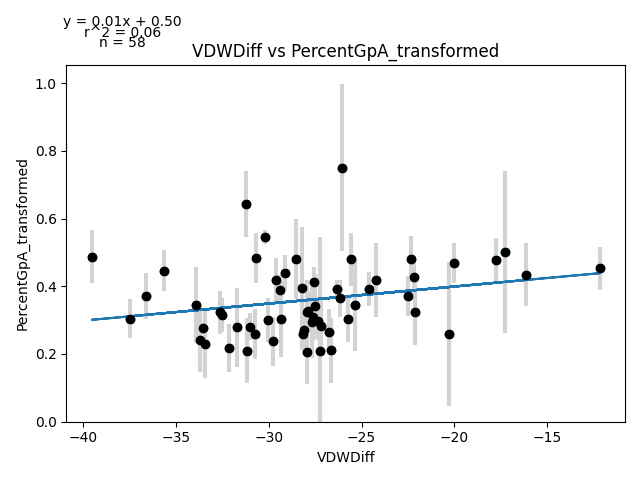 y = 0.01x + 0.50
r^2 = 0.06
n = 58
VDWDiff vs PercentGpA_transformed
PercentGpA_transformed
1.0
0.8
0.6
0.4
0.2
0.0
−40 −35 −30 −25 −20 −15
VDWDiff